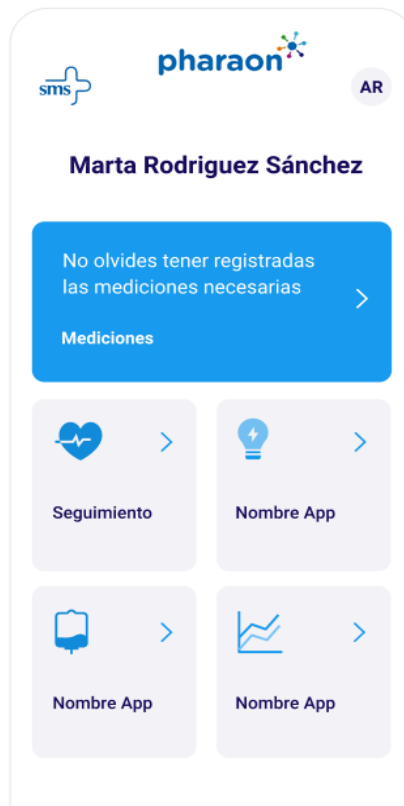 pharaon
sms
AR
Marta Rodriguez Sánchez
No olvides tener registradas
las mediciones necesarias
Mediciones
Seguimiento
Nombre App
Nombre App
Nombre App